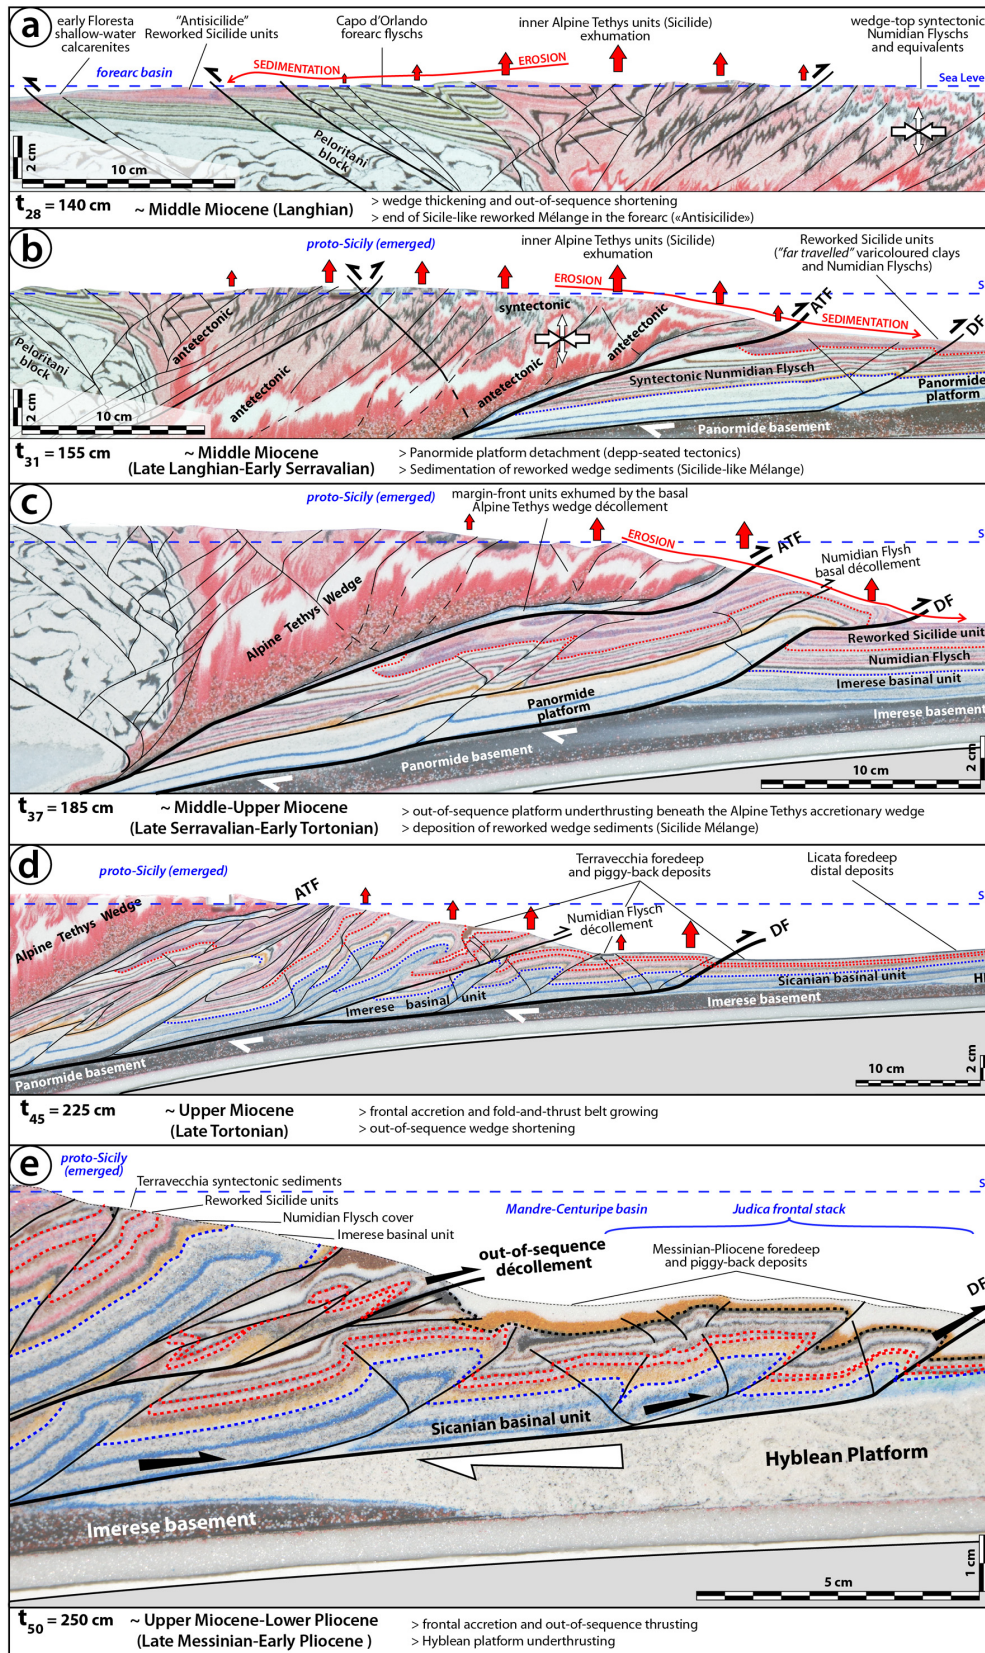 a
early Floresta
shallow-water
calcarenites
"Antisicilide"
Reworked Sicilide units
Capo d'Orlando
forearc flyschs
inner Alpine Tethys units (Sicilide)
exhumation
wedge-top syntectonic
Numidian Flyschs
and equivalents
forearc basin
SEDIMENTATION
EROSION
Sea Leve
Peloritani
block
2 cm
10 cm
t28 = 140 cm
~ Middle Miocene (Langhian)
> wedge thickening and out-of-sequence shortening
> end of Sicile-like reworked Mélange in the forearc («Antisicilide»)
b
proto-Sicily (emerged)
inner Alpine Tethys units (Sicilide)
exhumation
Reworked Sicilide units
("far travelled" varicoloured clays
and Numidian Flyschs)
EROSION
S
ATF
SEDIMENTATION
DF
syntectonic
antetectonic
antetectonic
antetectonic
antetectonic
Peloritani
block
Syntectonic Nunmidian Flysch
Panormide
platform
Panormide basement
2 cm
10 cm
t31 = 155 cm
~ Middle Miocene
(Late Langhian-Early Serravalian)
> Panormide platform detachment (depp-seated tectonics)
> Sedimentation of reworked wedge sediments (Sicilide-like Mélange)
c
proto-Sicily (emerged)
margin-front units exhumed by the basal
Alpine Tethys wedge décollement
EROSION
S
ATF
Numidian Flysh
basal décollement
DF
Alpine Tethys Wedge
Reworked Sicilide unit
Numidian Flysch
Imerese basinal unit
Panormide
platform
Imerese basement
Panormide basement
10 cm
2 cm
t37 = 185 cm
~ Middle-Upper Miocene
(Late Serravalian-Early Tortonian)
> out-of-sequence platform underthrusting beneath the Alpine Tethys accretionary wedge
> deposition of reworked wedge sediments (Sicilide Mélange)
d
proto-Sicily (emerged)
ATF
Terravecchia foredeep
and piggy-back deposits
Licata foredeep
distal deposits
S
Numidian Flysch
décollement
DF
Alpine Tethys Wedge
Sicanian basinal unit
H
Imerese basinal unit
Imerese basement
Panormide basement
10 cm
2 cm
t45 = 225 cm
~ Upper Miocene
(Late Tortonian)
> frontal accretion and fold-and-thrust belt growing
> out-of-sequence wedge shortening
e
proto-Sicily
(emerged)
Terravecchia syntectonic sediments
Reworked Sicilide units
Numidian Flysch cover
Imerese basinal unit
S
Mandre-Centuripe basin
Judica frontal stack
out-of-sequence
décollement
Messinian-Pliocene foredeep
and piggy-back deposits
DF
Sicanian basinal unit
Hyblean Platform
Imerese basement
5 cm
1 cm
t50 = 250 cm
~ Upper Miocene-Lower Pliocene
(Late Messinian-Early Pliocene )
> frontal accretion and out-of-sequence thrusting
> Hyblean platform underthrusting